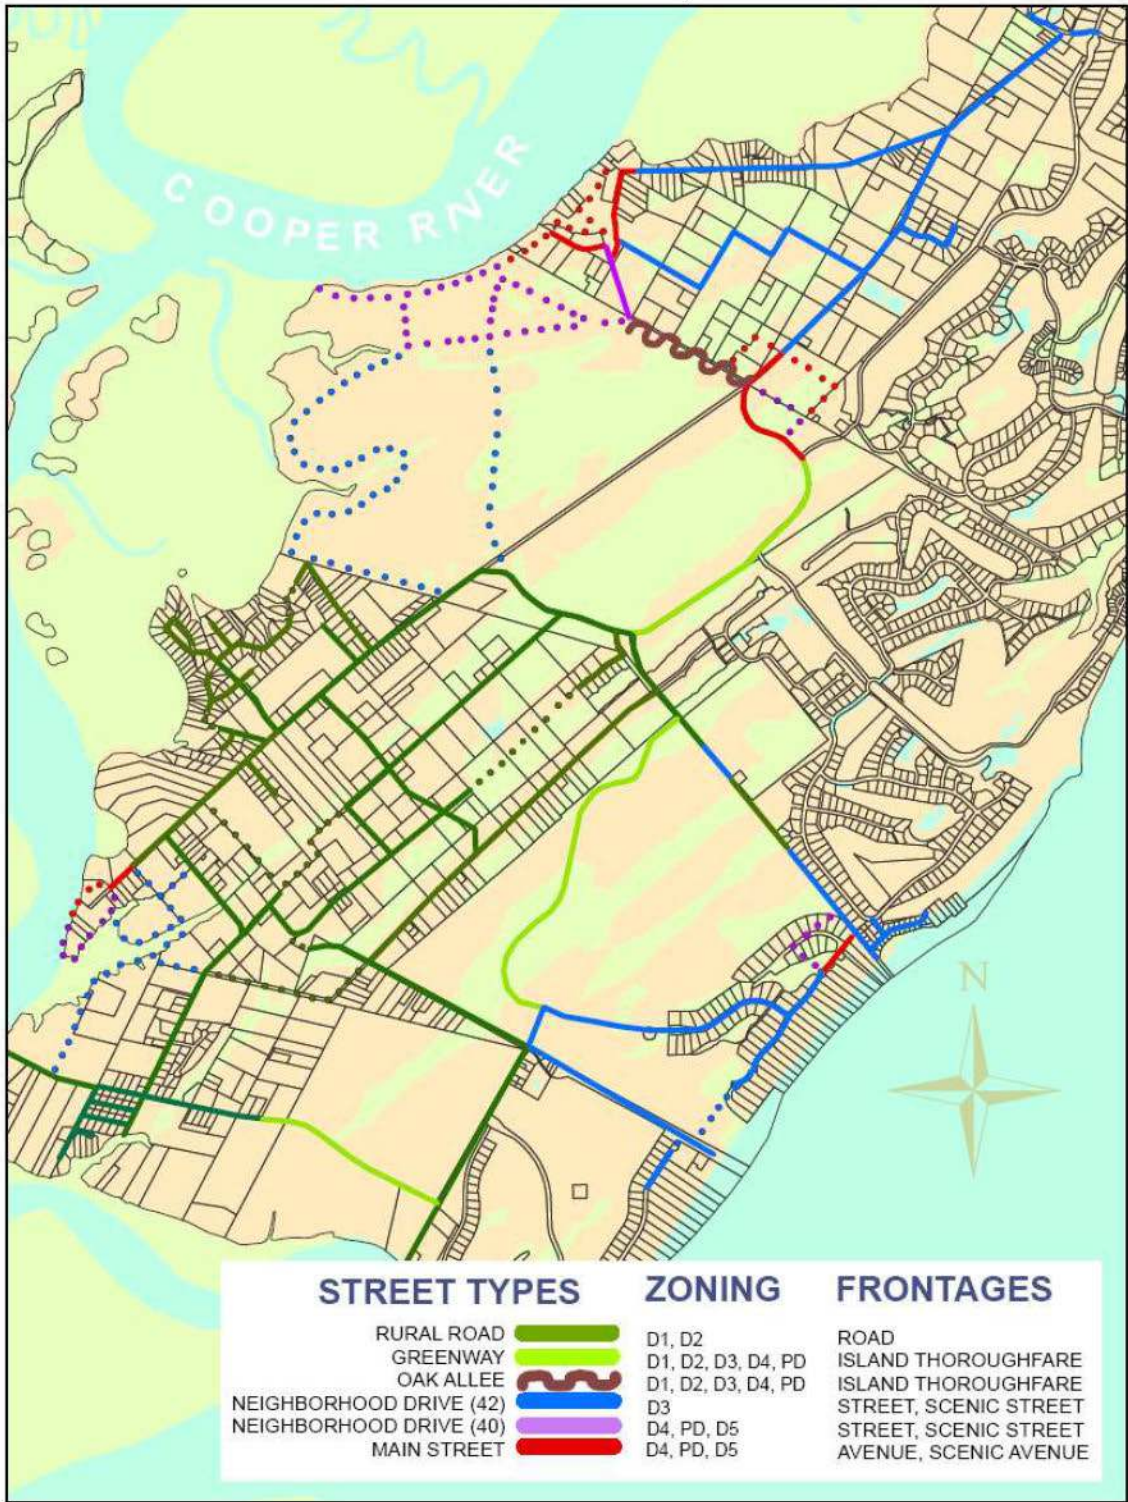 COOPER RIVER
N
STREET TYPES ZONING FRONTAGES
RURAL ROAD D1, D2 ROAD
GREENWAY D1, D2, D3, D4, PD ISLAND THOROUGHFARE
OAK ALLEE D1, D2, D3, D4, PD ISLAND THOROUGHFARE
NEIGHBORHOOD DRIVE (42) D3 STREET, SCENIC STREET
NEIGHBORHOOD DRIVE (40) D4, PD, D5 STREET, SCENIC STREET
MAIN STREET D4, PD, D5 AVENUE, SCENIC AVENUE